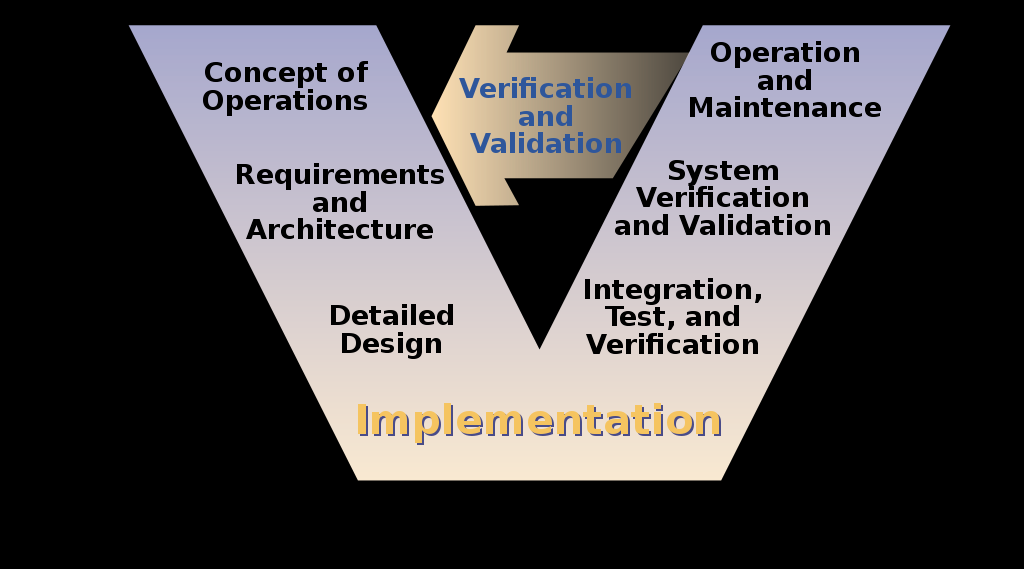 Concept of
Operations
Requirements
and
Architecture
Detailed
Design
Verification
and
Validation
Operation
and
Maintenance
System
Verification
and Validation
Integration,
Test, and
Verification
Implementation